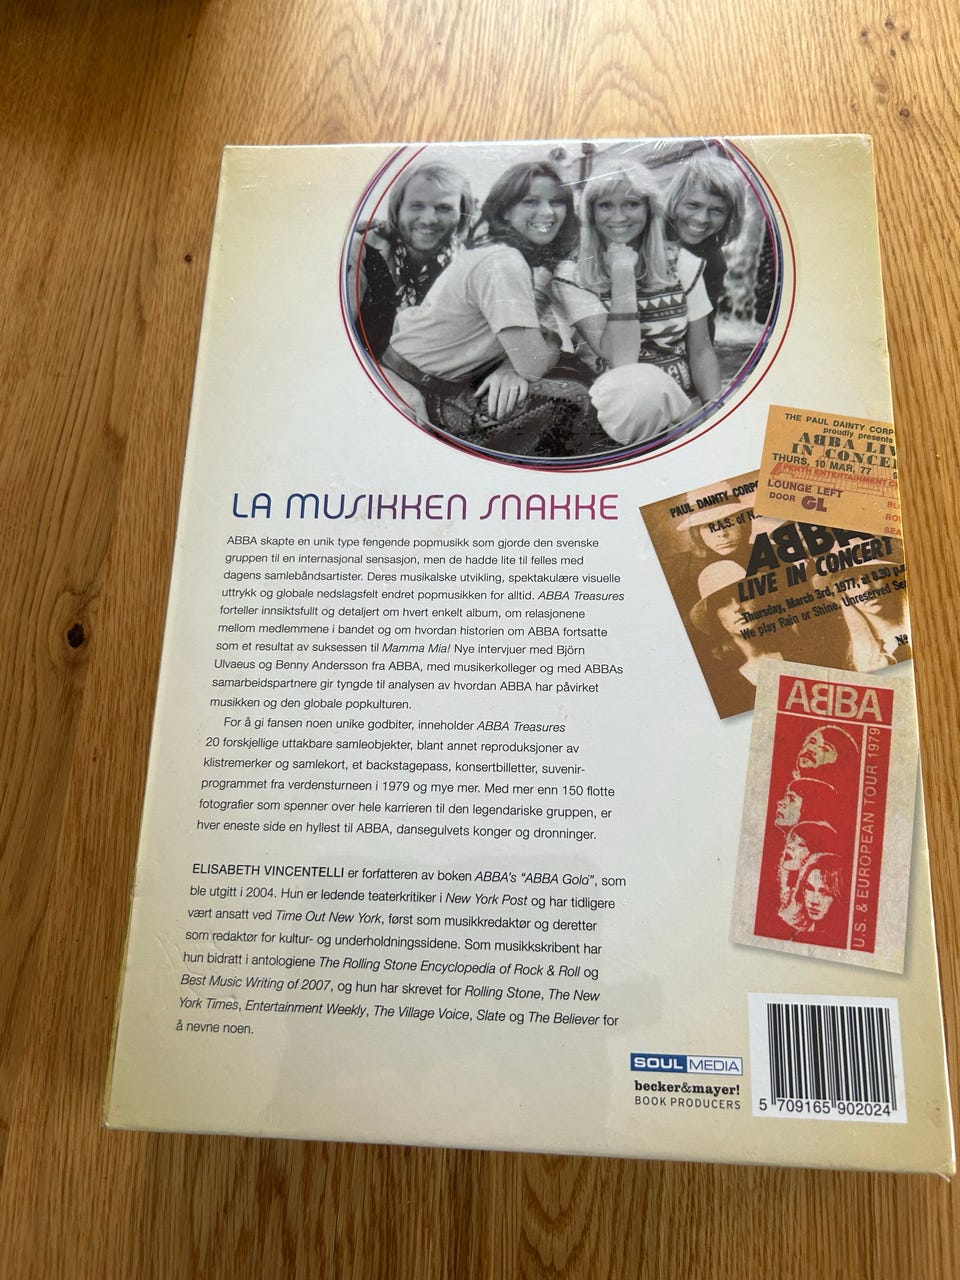 LA MUSIKKEN SNAKKE
ABBA skapte en unik type fengende popmusikk som gjorde den svenske
gruppen til en internasjonal sensasjon, men de hadde lite til felles med
dagens samlebåndsartister. Deres musikalske utvikling, spektakulære visuelle
uttrykk og globale nedslagsfelt endret popmusikken for alltid. ABBA Treasures
forteller innsiktsfullt og detaljert om hvert enkelt album, om relasjonene
mellom medlemmene i bandet og om hvordan historien om ABBA fortsatte
som et resultat av suksessen til Mamma Mia! Nye intervjuer med Björn
Ulvaeus og Benny Andersson fra ABBA, med musikerkolleger og med ABBAs
samarbeidspartnere gir tyngde til analysen av hvordan ABBA har påvirket
musikken og den globale popkulturen.
For å gi fansen noen unike godbiter, inneholder ABBA Treasures
20 forskjellige uttakbare samleobjekter, blant annet reproduksjoner av
klistremerker og samlekort, et backstagepass, konsertbilletter, suvenir-
programmet fra verdensturneen i 1979 og mye mer. Med mer enn 150 flotte
fotografier som spenner over hele karrieren til den legendariske gruppen, er
hver eneste side en hyllest til ABBA, dansegulvets konger og dronninger.
ELISABETH VINCENTELLI er forfatteren av boken ABBA's "ABBA Gold", som
ble utgitt i 2004. Hun er ledende teaterkritiker i New York Post og har tidligere
vært ansatt ved Time Out New York, først som musikkredaktør og deretter
som redaktør for kultur- og underholdningssidene. Som musikkskribent har
hun bidratt i antologiene The Rolling Stone Encyclopedia of Rock & Roll og
Best Music Writing of 2007, og hun har skrevet for Rolling Stone, The New
York Times, Entertainment Weekly, The Village Voice, Slate og The Believer for
å nevne noen.
THE PAUL DAINTY CORP
proudly presents
ABBA LIV
IN CONCE
THURS, 10 MAR, 77
PERTH ENTERTAINMENT C
LOUNGE LEFT
DOOR GL
BL
RO
SEA
PAUL DAINTY CORP
R.A.S. of N.
ABBA
LIVE IN CONCERT
Thursday, March 3rd, 1977, at 8.30 p.m
We play Rain or Shine. Unreserved Se
Nº
ABBA
U.S. & EUROPEAN TOUR 1979
SOUL MEDIA
becker&mayer!
BOOK PRODUCERS
5 709165 902024